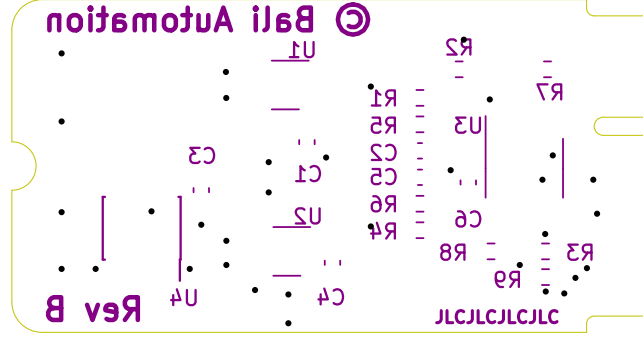 © Bali Automation
U1
R2
R7
R1
R5
U3
C2
C3
C5
C1
R6
U2
C6
R4
R8
R3
R9
U4
C4
Rev B
JLCJLCJLCJLC